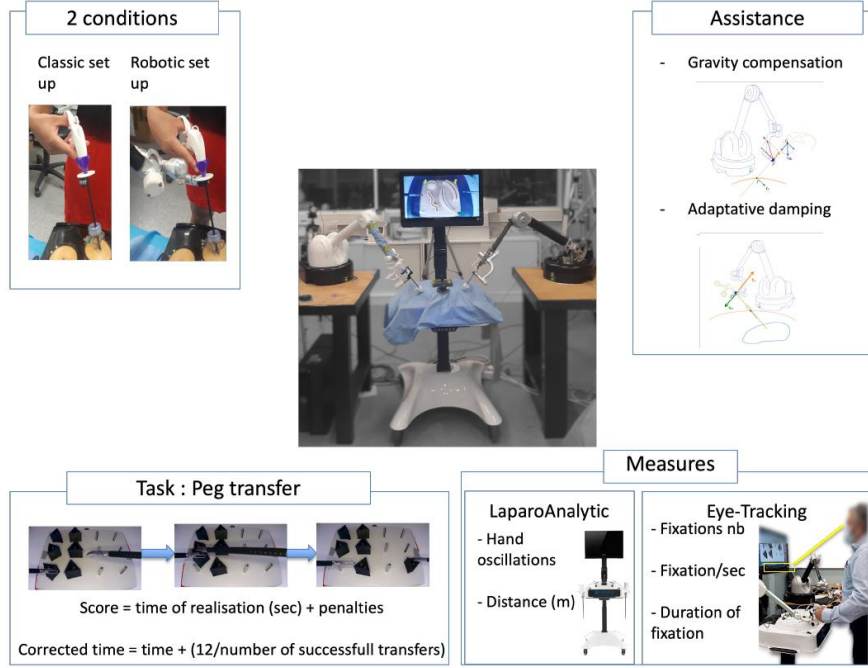 2 conditions
Classic set
up
Robotic set
up
Assistance
- Gravity compensation
- Adaptative damping
Task : Peg transfer
Score = time of realisation (sec) + penalties
Corrected time = time + (12/number of successfull transfers)
Measures
LaparoAnalytic
- Hand
oscillations
- Distance (m)
Eye-Tracking
- Fixations nb
- Fixation/sec
- Duration of
fixation